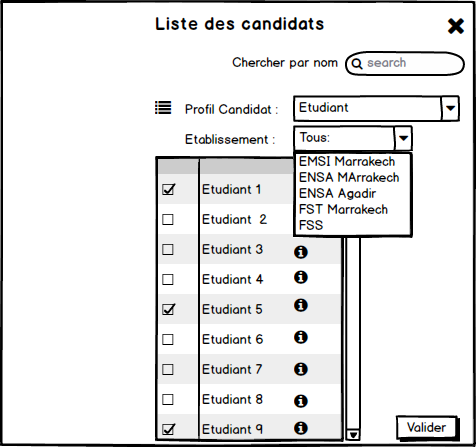 Liste des candidats
Chercher par nom search
Profil Candidat : Etudiant
Etablissement : Tous:
EMSI Marrakech
ENSA MArrakech
ENSA Agadir
FST Marrakech
FSS
Etudiant 1
Etudiant 2
Etudiant 3
Etudiant 4
Etudiant 5
Etudiant 6
Etudiant 7
Etudiant 8
Etudiant 9
Valider